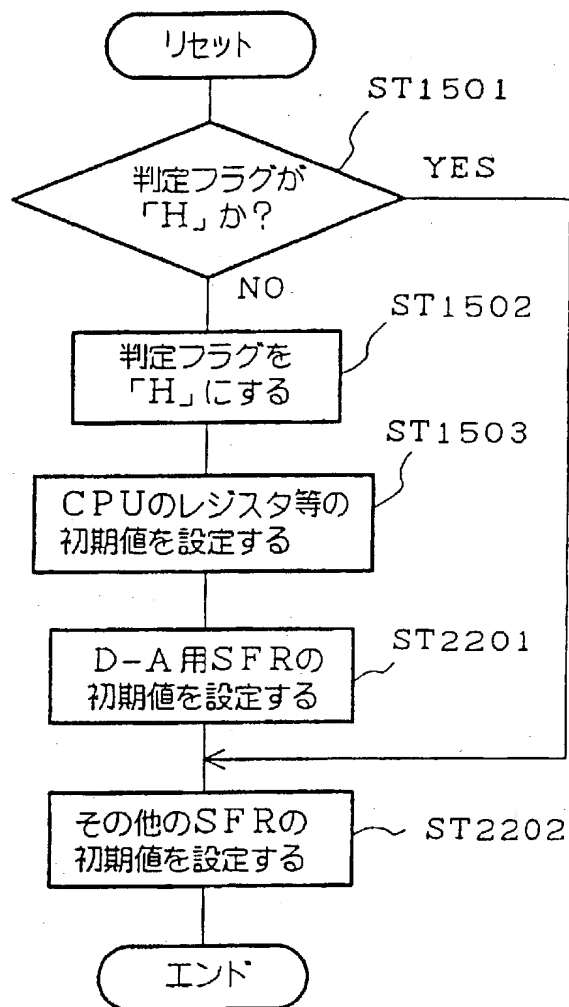 リセット
ST1501
判定フラグが
「H」か?
YES
NO
ST1502
判定フラグを
「H」にする
ST1503
CPUのレジスタ等の
初期値を設定する
ST2201
D-A用SFRの
初期値を設定する
その他のSFRの
初期値を設定する
ST2202
エンド